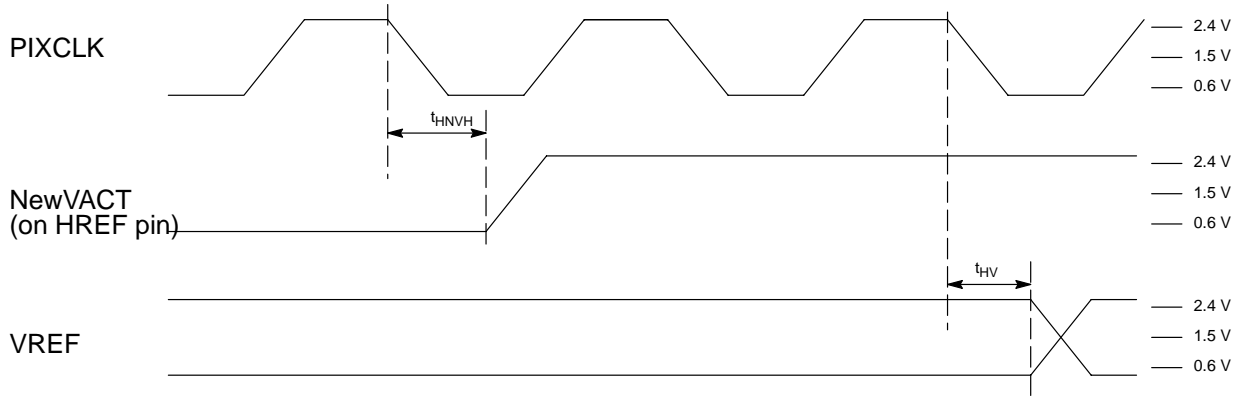 PIXCLK
2.4 V
1.5 V
0.6 V
tHNVH
NewVACT
(on HREF pin)
2.4 V
1.5 V
0.6 V
tHV
VREF
2.4 V
1.5 V
0.6 V